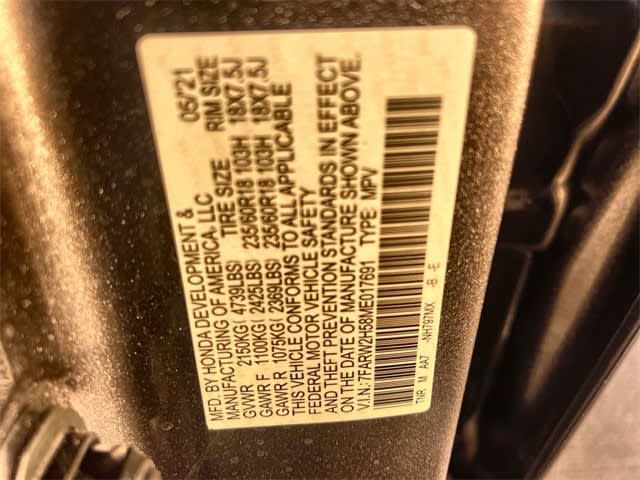 MFD. BY HONDA DEVELOPMENT & 05/21
MANUFACTURING OF AMERICA, LLC
TIRE SIZE RIM SIZE
GVWR 2150KG( 4739LBS)
GAWR F 1100KG( 2425LBS) 235/60R18 103H 18X7.5J
GAWR R 1075KG( 2369LBS) 235/60R18 103H 18X7.5J
THIS VEHICLE CONFORMS TO ALL APPLICABLE
FEDERAL MOTOR VEHICLE SAFETY
AND THEFT PREVENTION STANDARDS IN EFFECT
ON THE DATE OF MANUFACTURE SHOWN ABOVE.
V.I.N.: 7FARW2H58ME017691 TYPE: MPV
TNR M AA7 -NH797MX -B -E